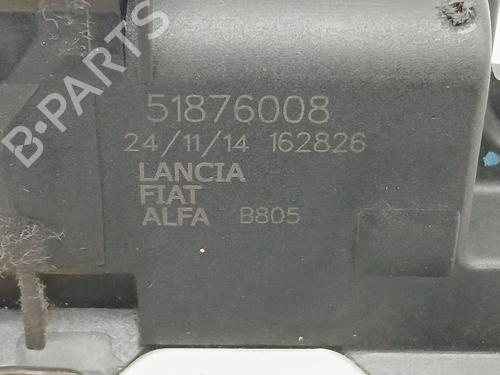 B-PARTS
51876008
24/11/14 162826
LANCIA
FIAT
ALFA B805